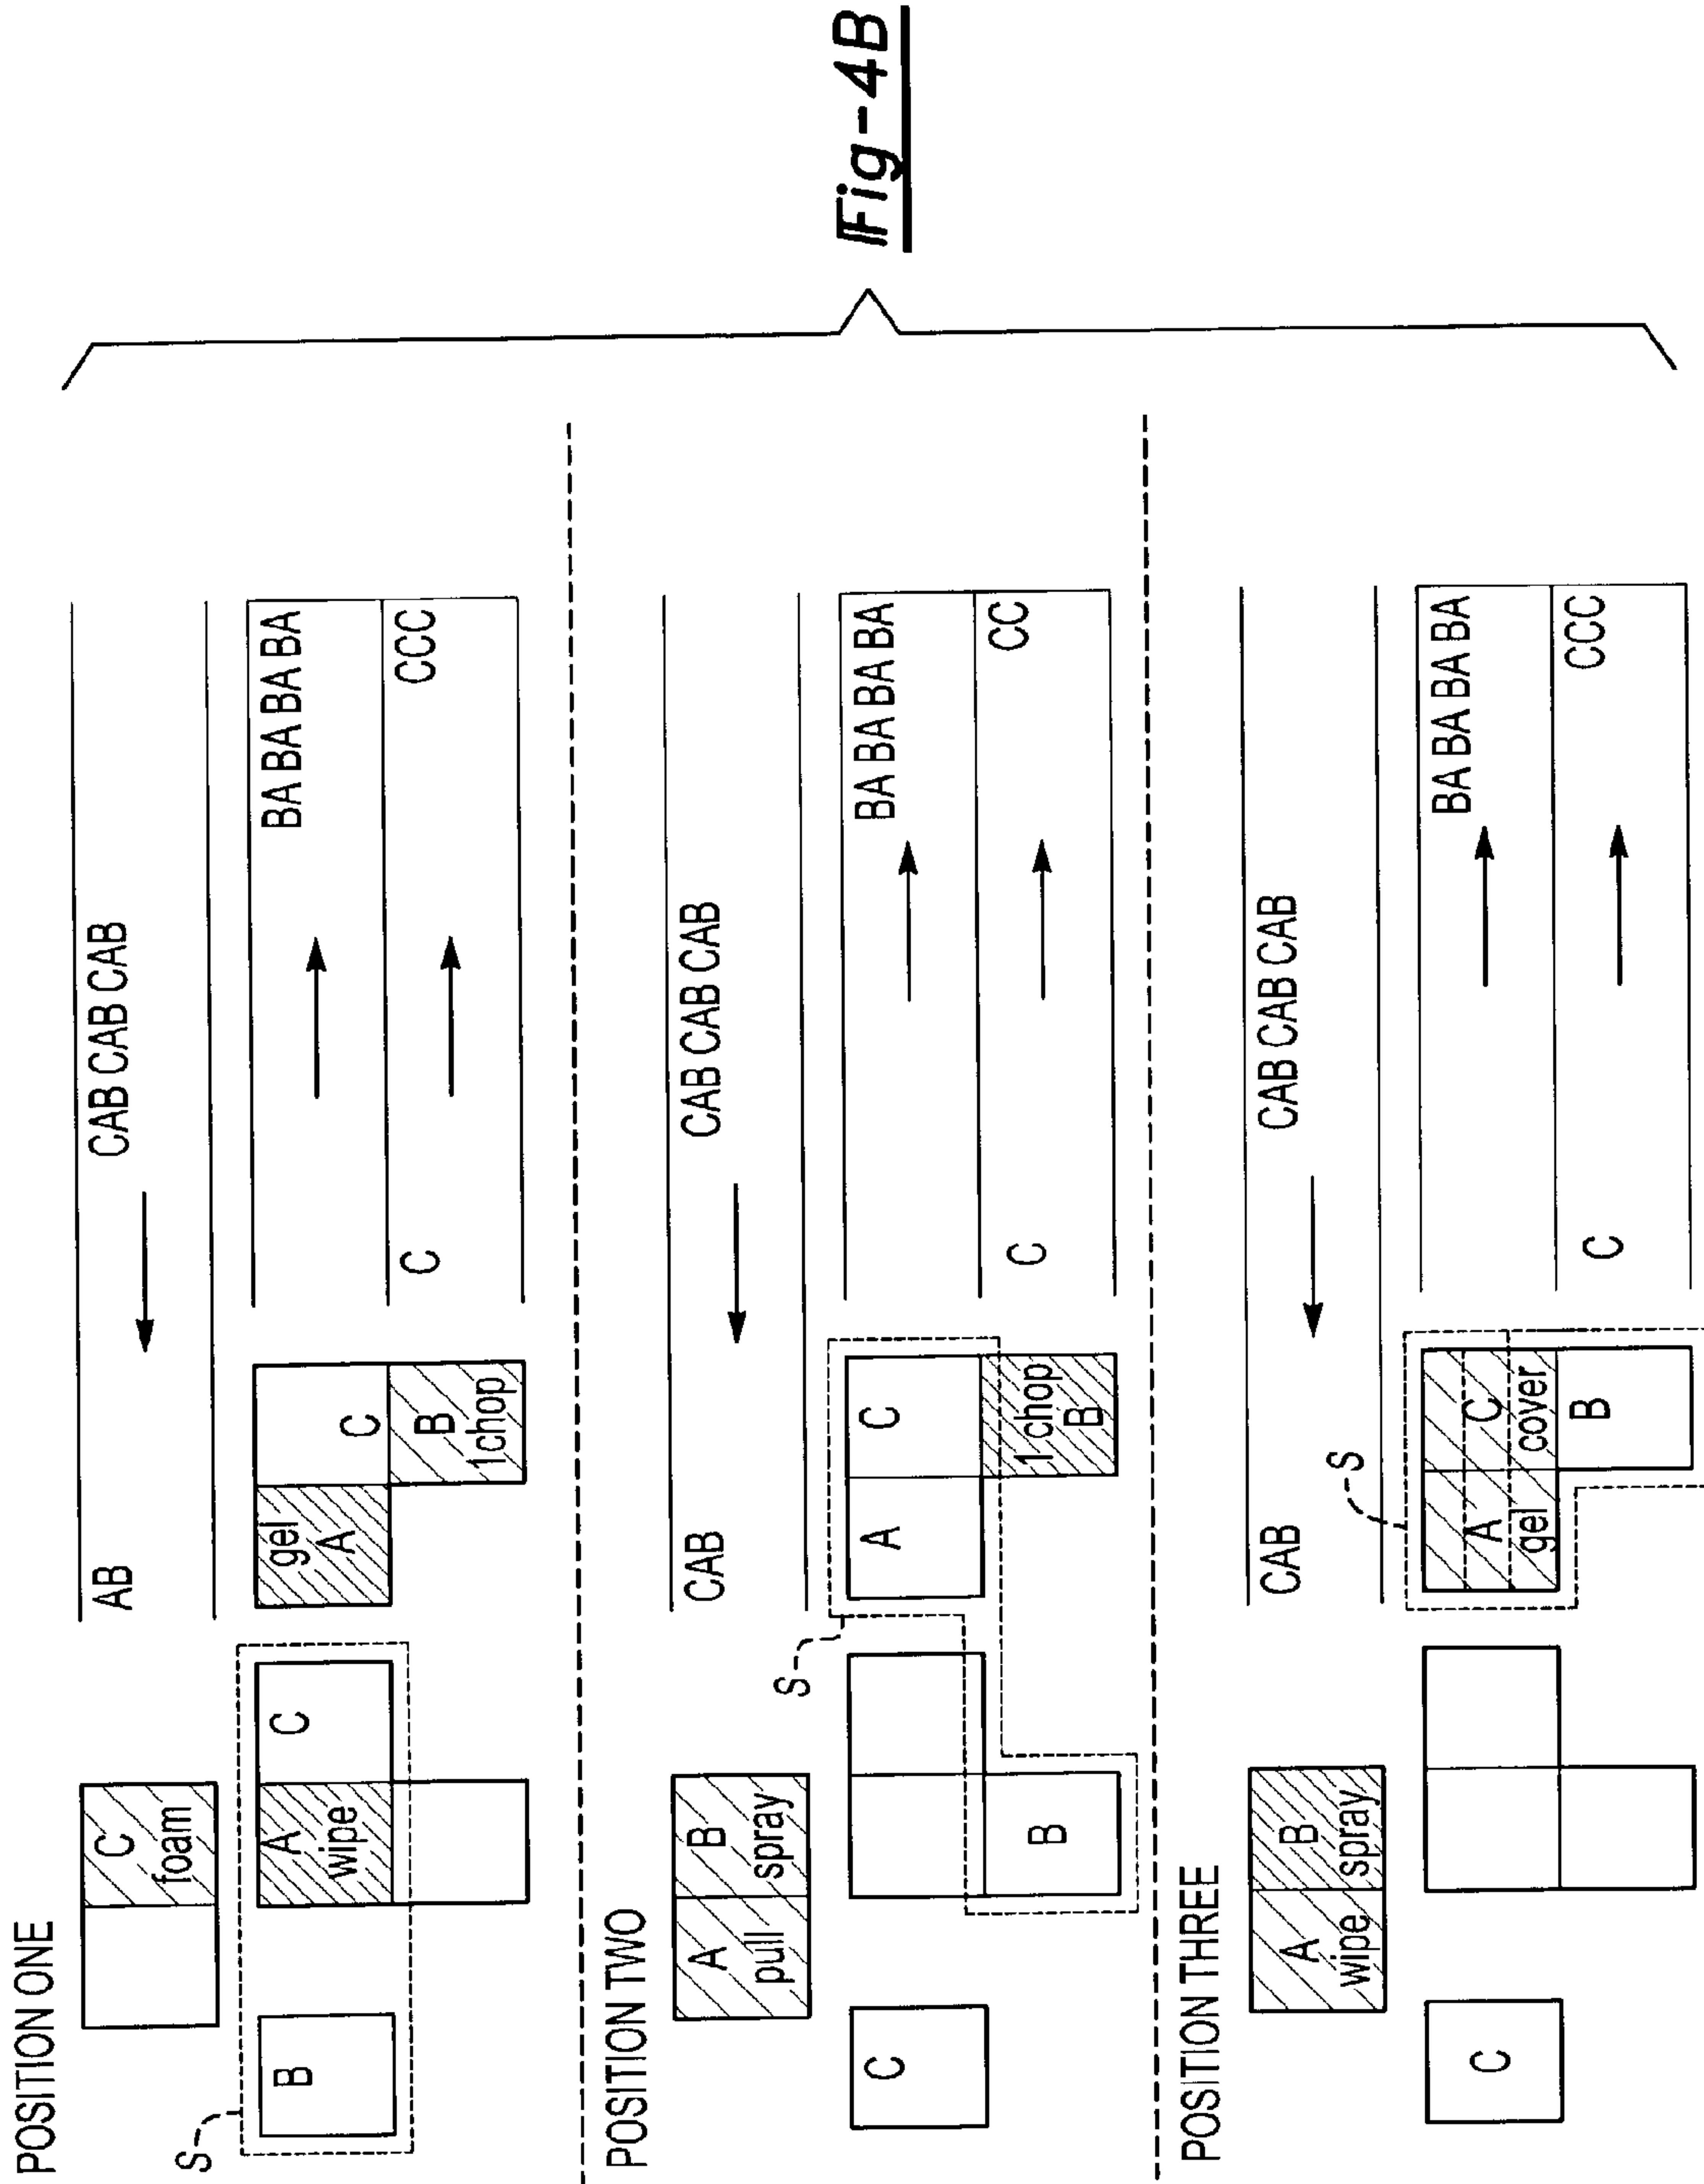 POSITION ONE
C
foam
AB
CAB CAB CAB
S
B
A
wipe
C
gel
A
C
B
1chop
BA BA BA BA
C
CCC
POSITION TWO
A
pull
B
spray
CAB
CAB CAB CAB
S
C
B
A
C
1 chop
B
BA BA BA BA
C
CC
POSITION THREE
A
wipe
B
spray
CAB
CAB CAB CAB
S
C
A
gel
C
cover
B
BA BA BA BA
C
CCC
Fig-4B